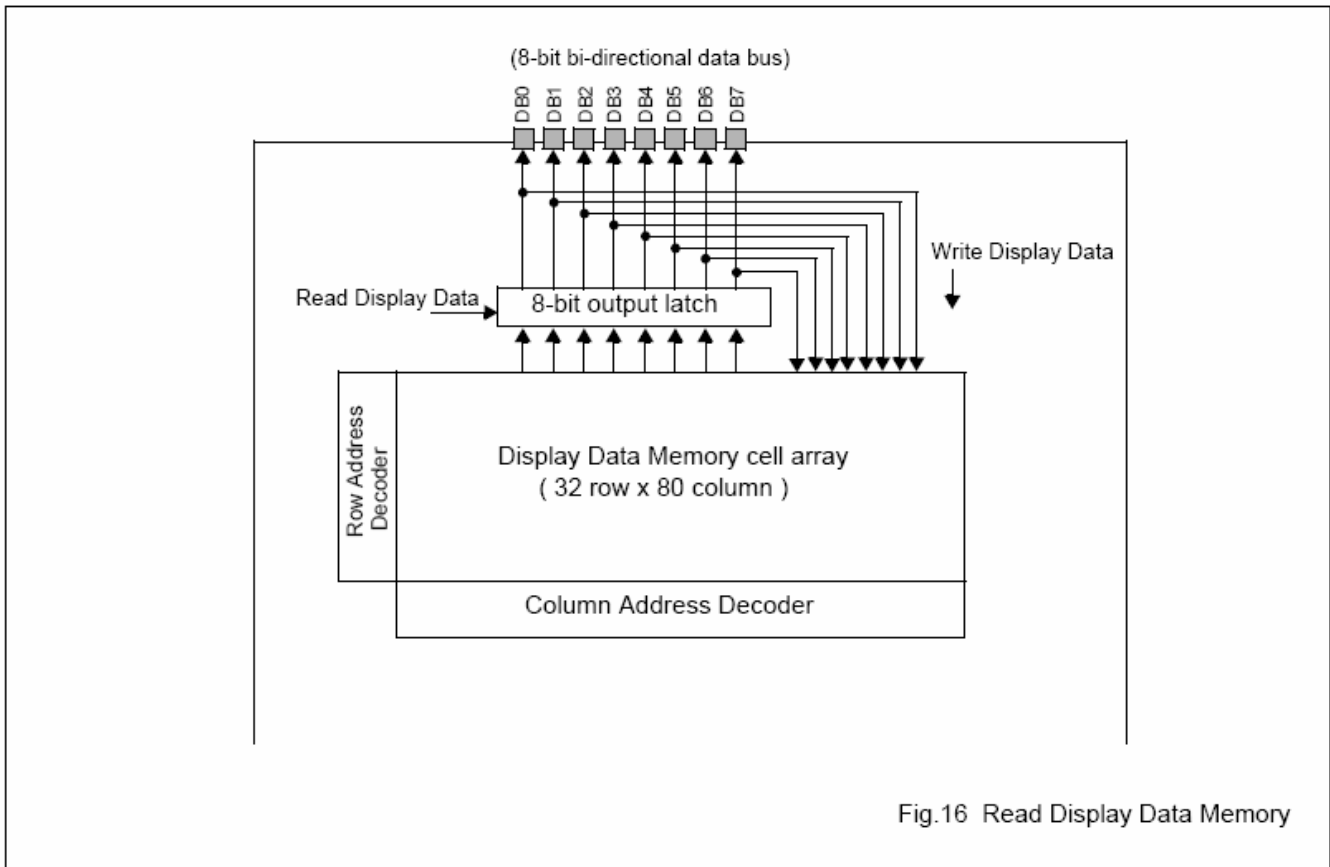 (8-bit bi-directional data bus)
DB0
DB1
DB2
DB3
DB4
DB5
DB6
DB7
Write Display Data
Read Display Data
8-bit output latch
Row Address
Decoder
Display Data Memory cell array
( 32 row x 80 column )
Column Address Decoder
Fig.16 Read Display Data Memory